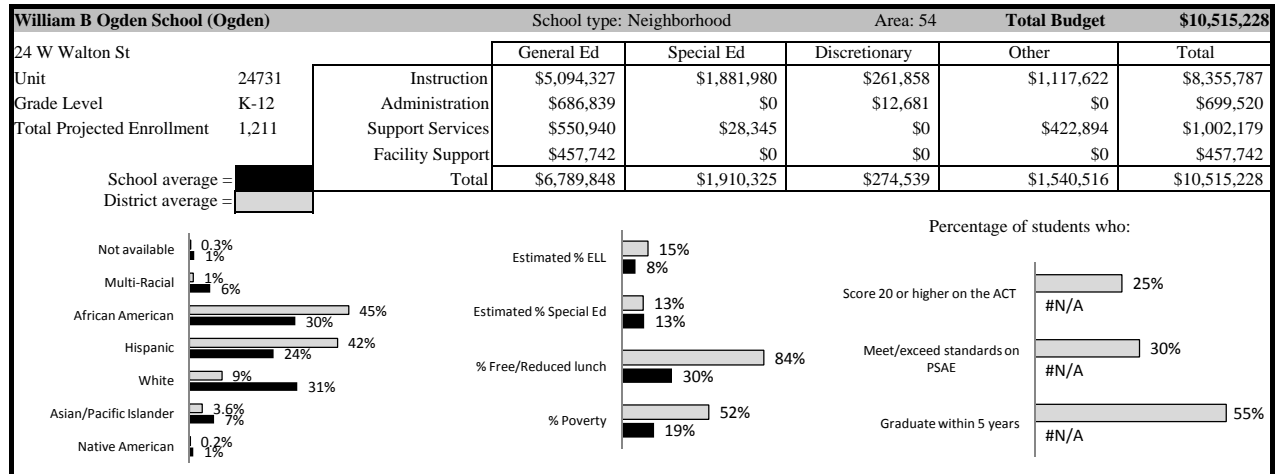 William B Ogden School (Ogden) School type: Neighborhood Area: 54 Total Budget $10,515,228
24 W Walton St General Ed Special Ed Discretionary Other Total
Unit 24731 Instruction $5,094,327 $1,881,980 $261,858 $1,117,622 $8,355,787
Grade Level K-12 Administration $686,839 $0 $12,681 $0 $699,520
Total Projected Enrollment 1,211 Support Services $550,940 $28,345 $0 $422,894 $1,002,179
Facility Support $457,742 $0 $0 $0 $457,742
School average = Total $6,789,848 $1,910,325 $274,539 $1,540,516 $10,515,228
District average =
Not available 0.3% 1%
Multi-Racial 1% 6%
African American 45% 30%
Hispanic 42% 24%
White 9% 31%
Asian/Pacific Islander 3.6% 7%
Native American 0.2% 1%
Estimated % ELL 15% 8%
Estimated % Special Ed 13% 13%
% Free/Reduced lunch 84% 30%
% Poverty 52% 19%
Percentage of students who:
Score 20 or higher on the ACT 25% #N/A
Meet/exceed standards on
PSAE 30% #N/A
Graduate within 5 years 55% #N/A